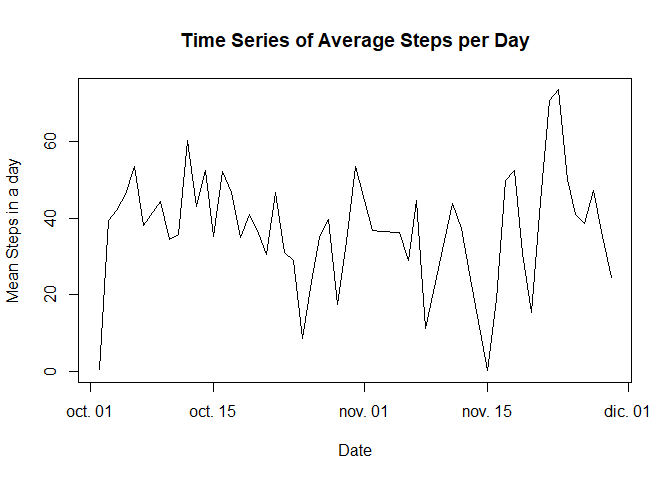 Time Series of Average Steps per Day
Mean Steps in a day
60
40
20
0
oct. 01 oct. 15 nov. 01 nov. 15 dic. 01
Date